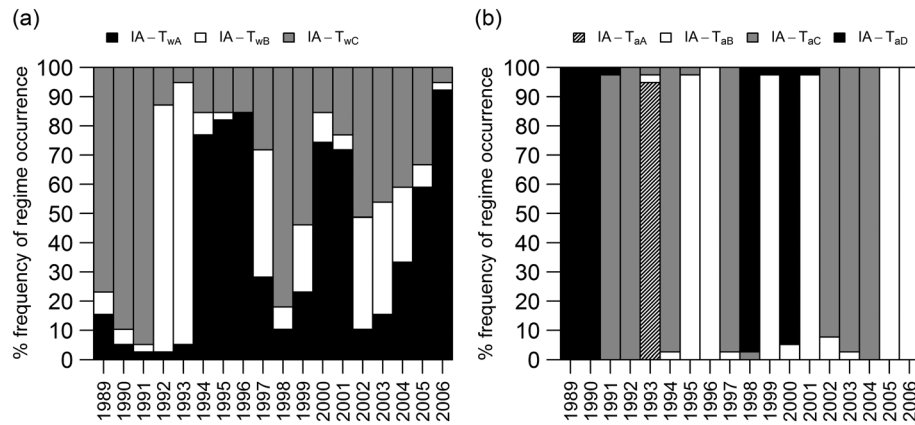 (a)
IA – TwA IA – TwB IA – TwC
% frequency of regime occurrence
100
90
80
70
60
50
40
30
20
10
0
1989 1990 1991 1992 1993 1994 1995 1996 1997 1998 1999 2000 2001 2002 2003 2004 2005 2006
(b)
IA – TaA IA – TaB IA – TaC IA – TaD
% frequency of regime occurrence
100
90
80
70
60
50
40
30
20
10
0
1989 1990 1991 1992 1993 1994 1995 1996 1997 1998 1999 2000 2001 2002 2003 2004 2005 2006